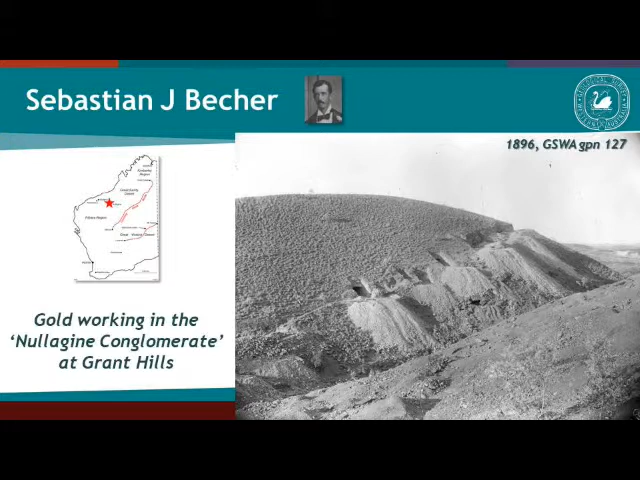 Sebastian J Becher
1896, GSWA gpn 127
Gold working in the
‘Nullagine Conglomerate’
at Grant Hills